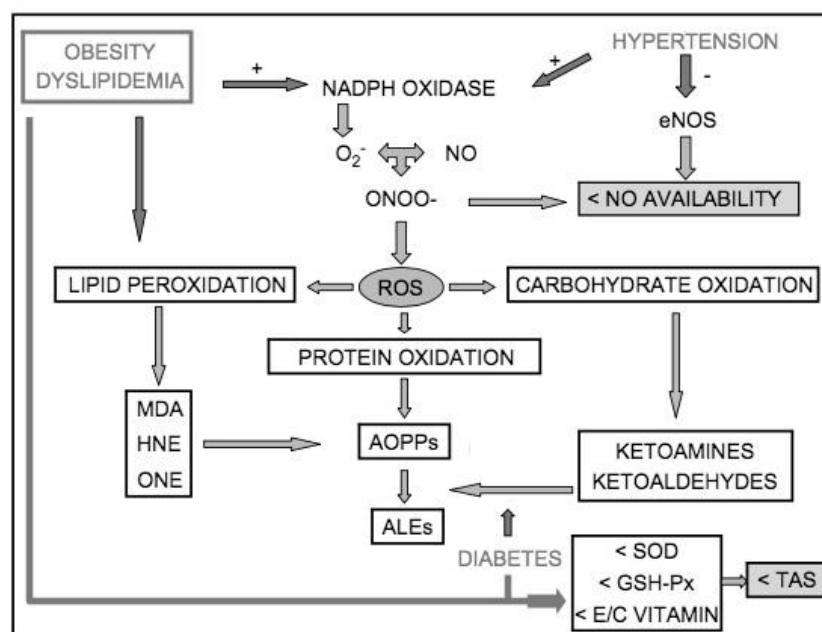 OBESITY
DYSLIPIDEMIA
+
NADPH OXIDASE
+
HYPERTENSION
-
eNOS
O2- NO
ONOO-
< NO AVAILABILITY
LIPID PEROXIDATION
ROS
CARBOHYDRATE OXIDATION
PROTEIN OXIDATION
MDA
HNE
ONE
AOPPs
KETOAMINES
KETOALDEHYDES
ALEs
DIABETES
< SOD
< GSH-Px
< E/C VITAMIN
< TAS